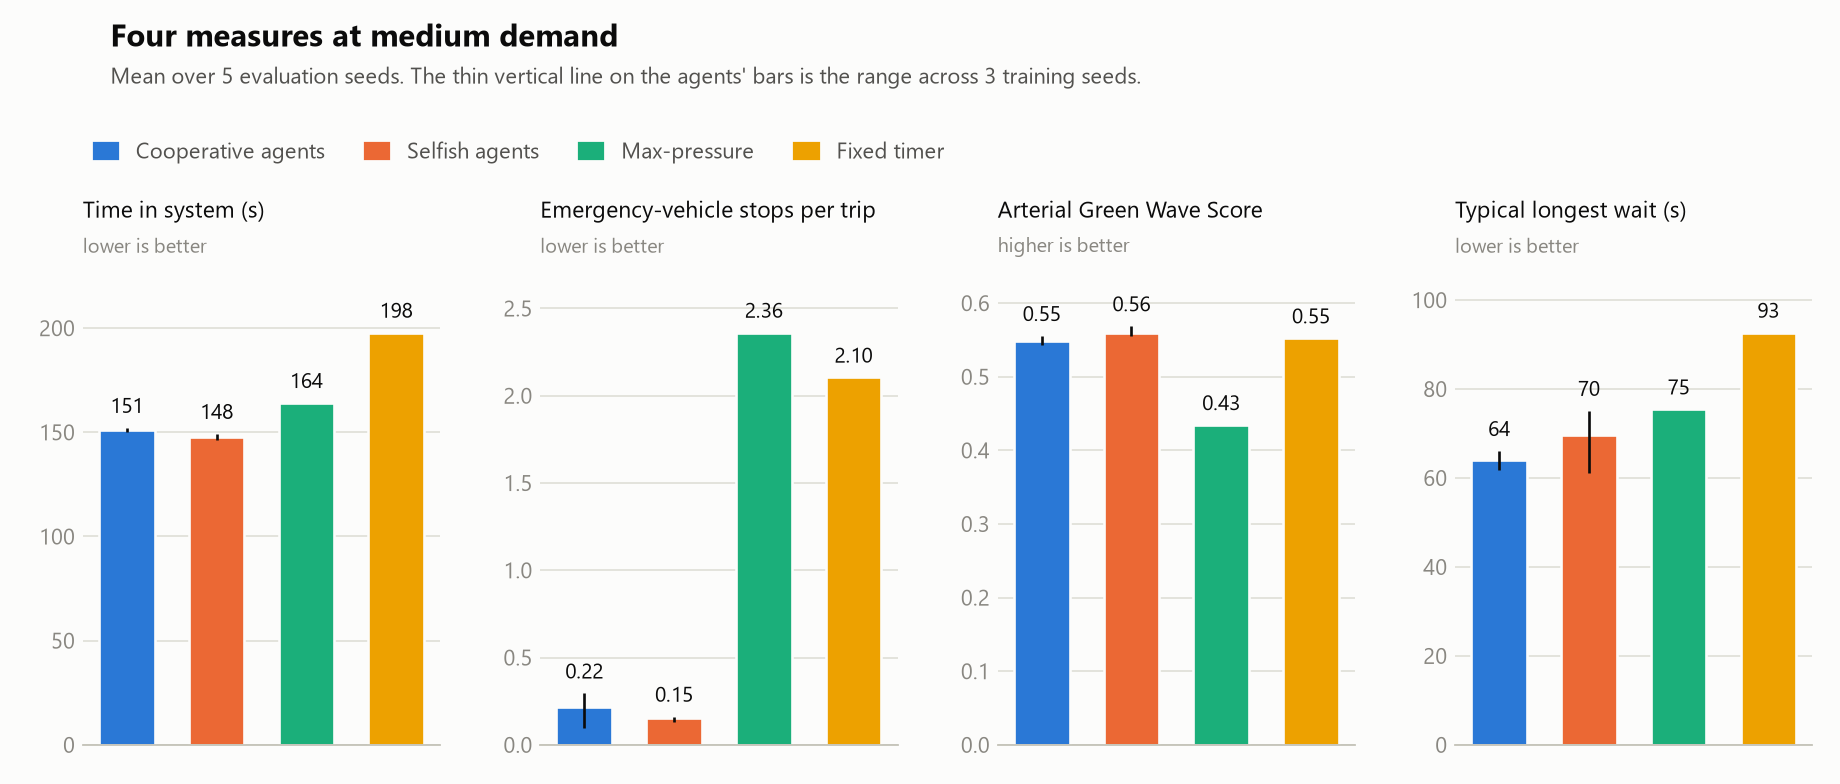 Four measures at medium demand
Mean over 5 evaluation seeds. The thin vertical line on the agents' bars is the range across 3 training seeds.
Cooperative agents
Selfish agents
Max-pressure
Fixed timer
Time in system (s)
lower is better
200
150
100
50
0
151
148
164
198
Emergency-vehicle stops per trip
lower is better
2.5
2.0
1.5
1.0
0.5
0.0
0.22
0.15
2.36
2.10
Arterial Green Wave Score
higher is better
0.6
0.5
0.4
0.3
0.2
0.1
0.0
0.55
0.56
0.43
0.55
Typical longest wait (s)
lower is better
100
80
60
40
20
0
64
70
75
93